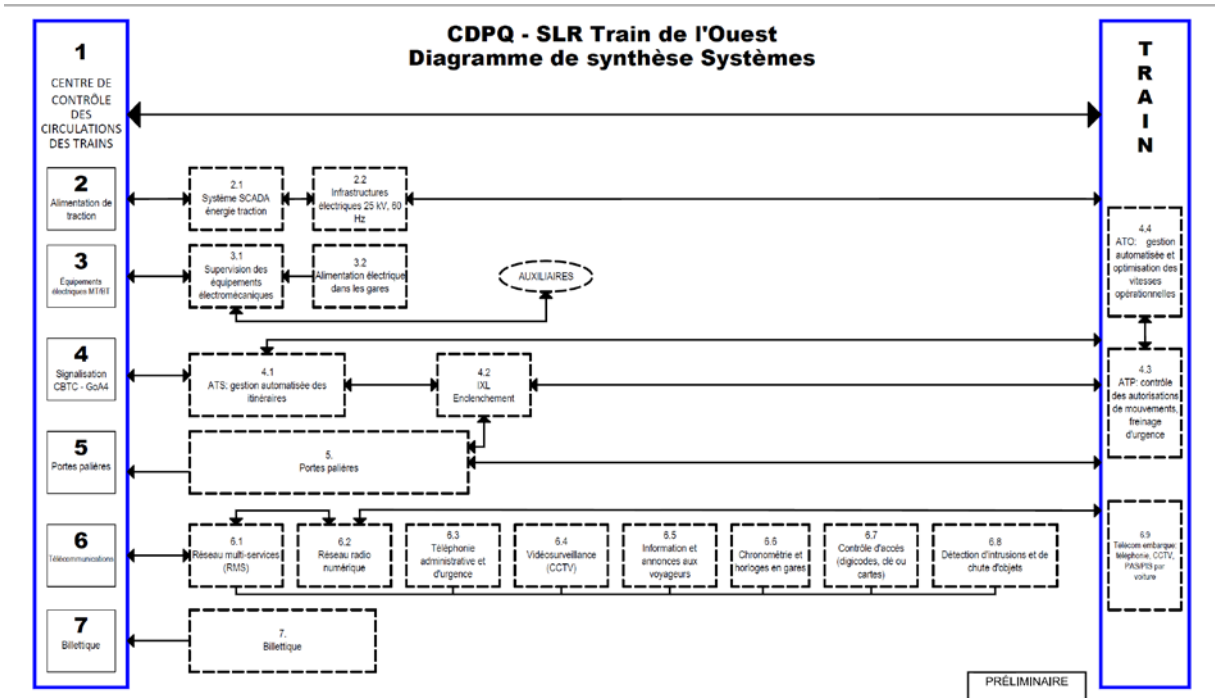 CDPQ - SLR Train de l'Ouest
Diagramme de synthèse Systèmes
1
CENTRE DE
CONTRÔLE
DES
CIRCULATIONS
DES TRAINS
T
R
A
I
N
2
Alimentation de
traction
2.1
Système SCADA
énergie traction
2.2
Infrastructures
électriques 25 kV, 60
Hz
3
Équipements
électriques MT/BT
3.1
Supervision des
équipements
électromécaniques
3.2
Alimentation électrique
dans les gares
AUXILIAIRES
4,4
ATO: gestion
automatisée et
optimisation des
vitesses
opérationnelles
4
Signalisation
CBTC - GoA4
4.1
ATS: gestion automatisée des
itinéraires
4.2
IXL
Enclenchement
4.3
ATP: contrôle
des autorisations
de mouvements,
freinage
d'urgence
5
Portes palières
5.
Portes palières
6
Télécommunications
6.1
Réseau multi-services
(RMS)
6.2
Réseau radio
numérique
6.3
Téléphonie
administrative et
d'urgence
6.4
Vidéosurveillance
(CCTV)
6.5
Information et
annonces aux
voyageurs
6.6
Chronométrie et
horloges en gares
6.7
Contrôle d'accès
(digicodes, clé ou
cartes)
6.8
Détection d'intrusions et de
chute d'objets
6.9
Télécom embarque:
téléphonie, CCTV,
PAS/PIS par
voiture
7
Billettique
7.
Billettique
PRÉLIMINAIRE